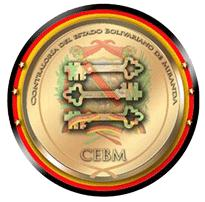 CONTRALORÍA DEL ESTADO BOLIVARIANO DE MIRANDA
CEBM